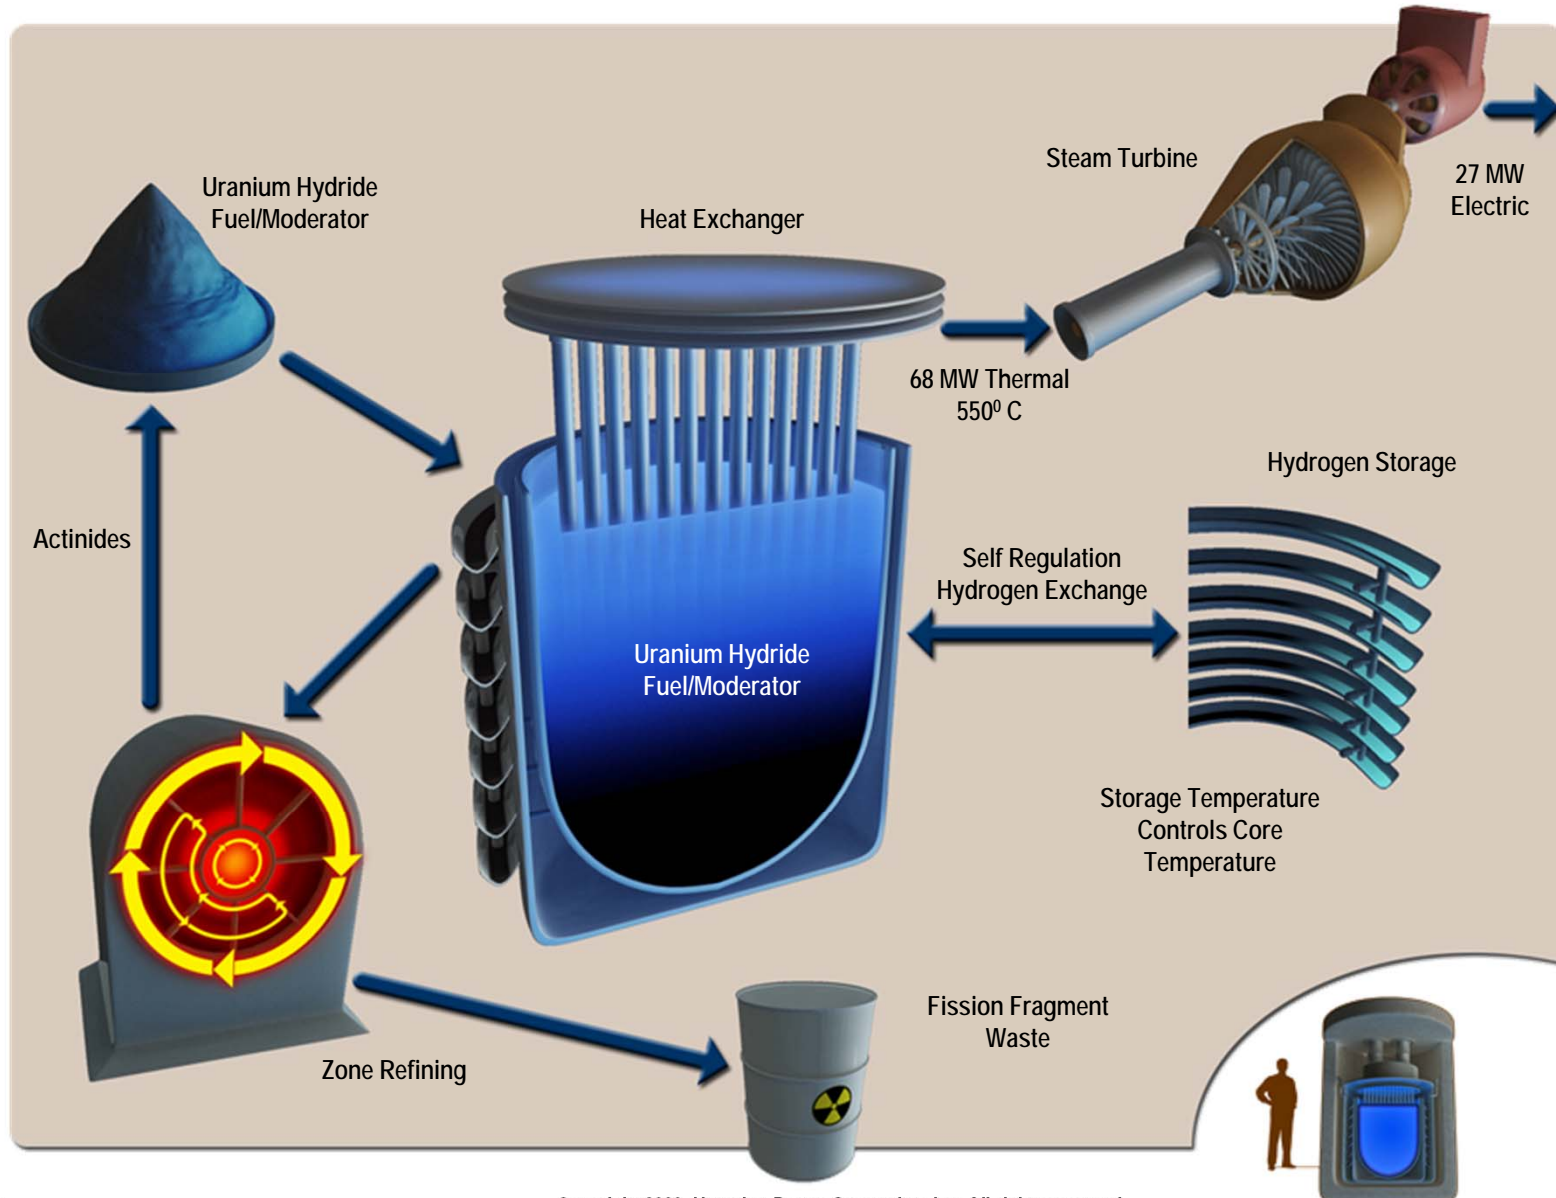 Uranium Hydride
Fuel/Moderator
Heat Exchanger
Steam Turbine
27 MW
Electric
68 MW Thermal
550⁰ C
Hydrogen Storage
Actinides
Self Regulation
Hydrogen Exchange
Uranium Hydride
Fuel/Moderator
Storage Temperature
Controls Core
Temperature
Fission Fragment
Waste
Zone Refining